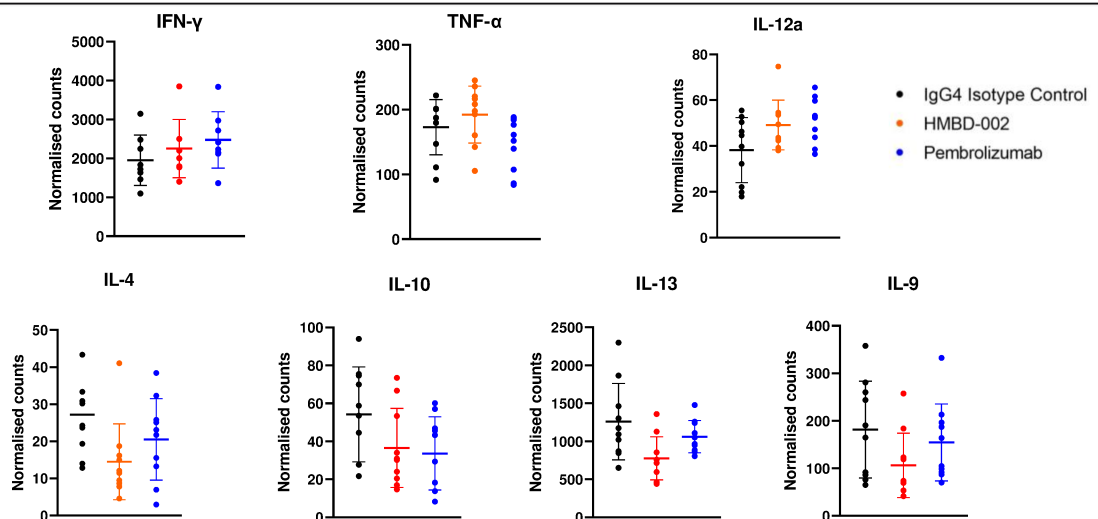 IFN-γ
TNF-α
IL-12a
Normalised counts
5000
4000
3000
2000
1000
0
Normalised counts
300
200
100
0
Normalised counts
80
60
40
20
0
IgG4 Isotype Control
HMBD-002
Pembrolizumab
IL-4
IL-10
IL-13
IL-9
Normalised counts
50
40
30
20
10
0
Normalised counts
100
80
60
40
20
0
Normalised counts
2500
2000
1500
1000
500
0
Normalised counts
400
300
200
100
0